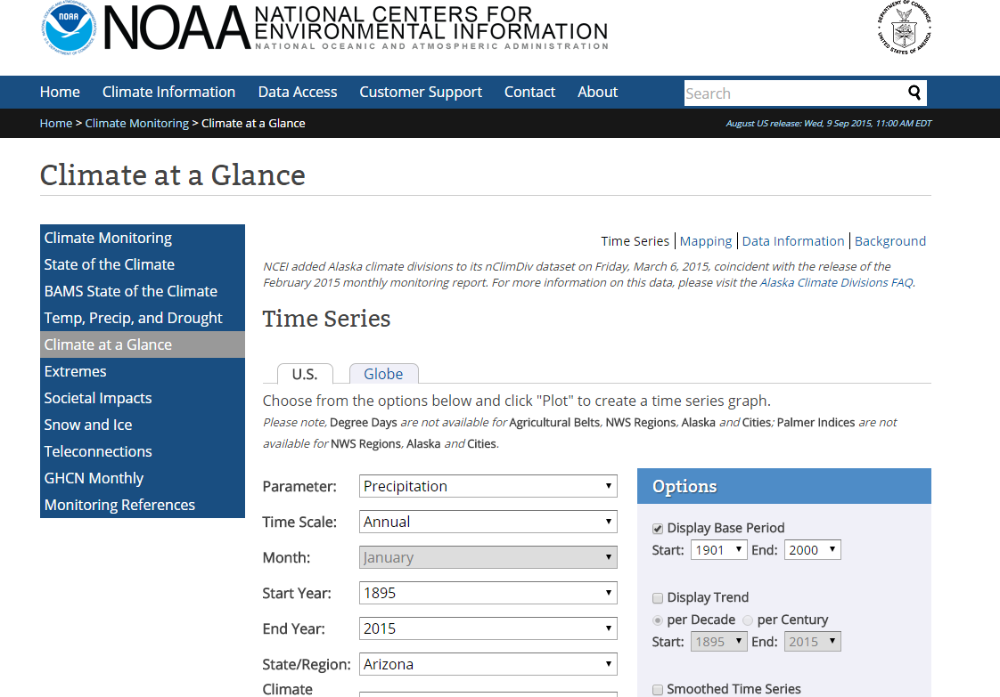 NOAA
NATIONAL CENTERS FOR
ENVIRONMENTAL INFORMATION
NATIONAL OCEANIC AND ATMOSPHERIC ADMINISTRATION
NOAA
DEPARTMENT OF COMMERCE
UNITED STATES OF AMERICA
Home Climate Information Data Access Customer Support Contact About Search
Home > Climate Monitoring > Climate at a Glance August US release: Wed, 9 Sep 2015, 11:00 AM EDT
Climate at a Glance
Climate Monitoring
State of the Climate
BAMS State of the Climate
Temp, Precip, and Drought
Climate at a Glance
Extremes
Societal Impacts
Snow and Ice
Teleconnections
GHCN Monthly
Monitoring References
Time Series | Mapping | Data Information | Background
NCEI added Alaska climate divisions to its nClimDiv dataset on Friday, March 6, 2015, coincident with the release of the
February 2015 monthly monitoring report. For more information on this data, please visit the Alaska Climate Divisions FAQ.
Time Series
U.S. Globe
Choose from the options below and click "Plot" to create a time series graph.
Please note, Degree Days are not available for Agricultural Belts, NWS Regions, Alaska and Cities; Palmer Indices are not
available for NWS Regions, Alaska and Cities.
Parameter: Precipitation
Time Scale: Annual
Month: January
Start Year: 1895
End Year: 2015
State/Region: Arizona
Climate
Options
Display Base Period
Start: 1901 End: 2000
Display Trend
per Decade per Century
Start: 1895 End: 2015
Smoothed Time Series